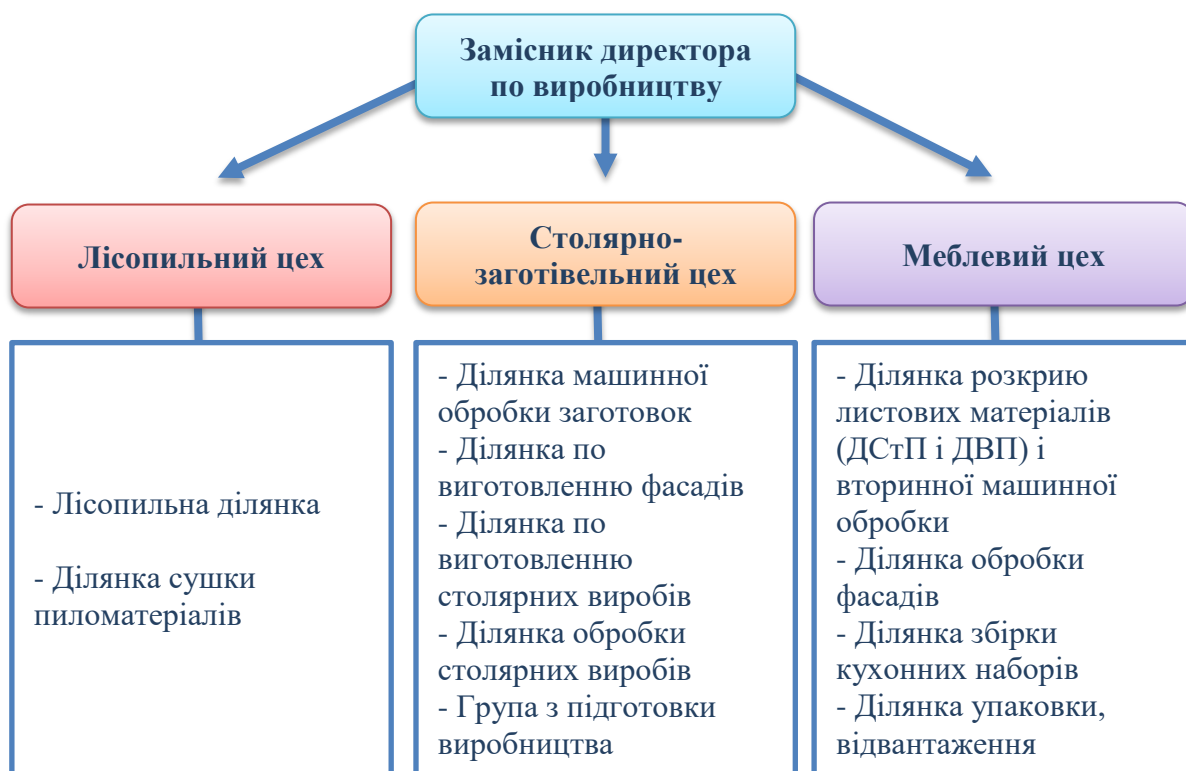 Замісник директора
по виробництву
Лісопильний цех
Столярно-
заготівельний цех
Меблевий цех
- Лісопильна ділянка
- Ділянка сушки
пиломатеріалів
- Ділянка машинної
обробки заготовок
- Ділянка по
виготовленню фасадів
- Ділянка по
виготовленню
столярних виробів
- Ділянка обробки
столярних виробів
- Група з підготовки
виробництва
- Ділянка розкрию
листових матеріалів
(ДСтП і ДВП) і
вторинної машинної
обробки
- Ділянка обробки
фасадів
- Ділянка збірки
кухонних наборів
- Ділянка упаковки,
відвантаження